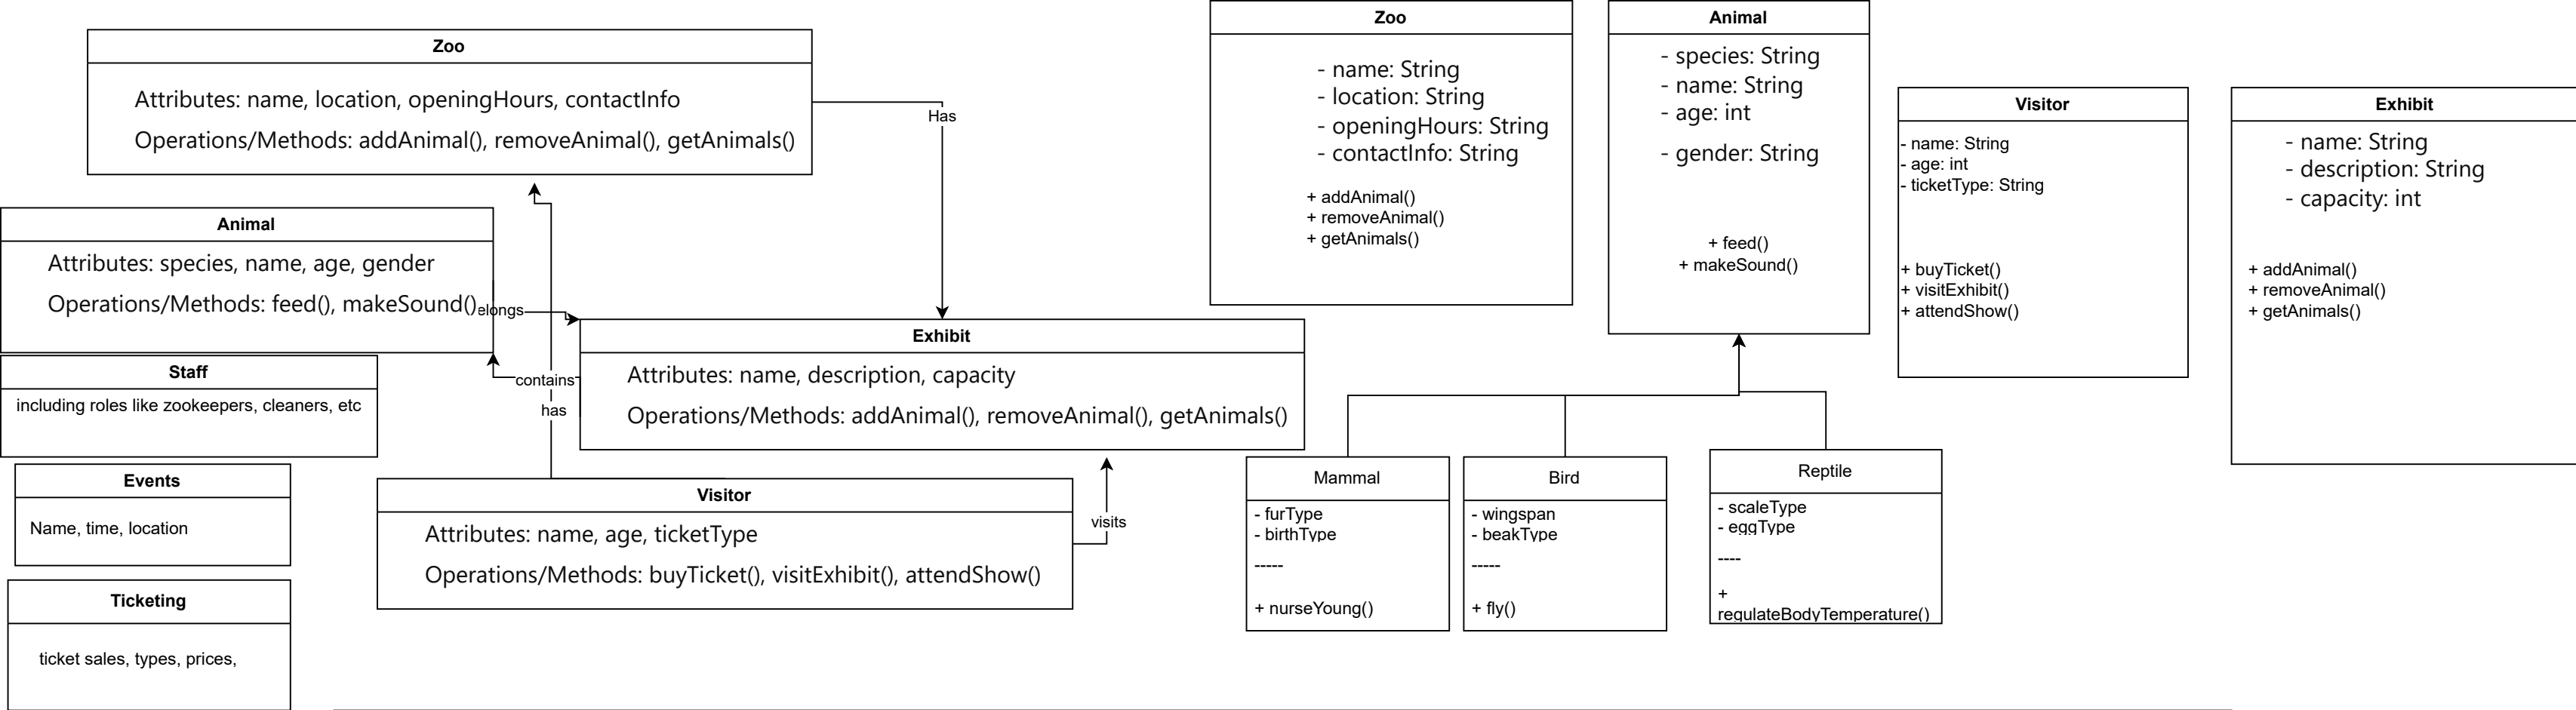 Zoo
Attributes: name, location, openingHours, contactInfo
Operations/Methods: addAnimal(), removeAnimal(), getAnimals()
Has
Animal
Attributes: species, name, age, gender
Operations/Methods: feed(), makeSound()
elongs
Exhibit
Attributes: name, description, capacity
Operations/Methods: addAnimal(), removeAnimal(), getAnimals()
contains
has
Staff
including roles like zookeepers, cleaners, etc
Events
Name, time, location
Visitor
Attributes: name, age, ticketType
Operations/Methods: buyTicket(), visitExhibit(), attendShow()
visits
Ticketing
ticket sales, types, prices,
Zoo
- name: String
- location: String
- openingHours: String
- contactInfo: String
+ addAnimal()
+ removeAnimal()
+ getAnimals()
Animal
- species: String
- name: String
- age: int
- gender: String
+ feed()
+ makeSound()
Visitor
- name: String
- age: int
- ticketType: String
+ buyTicket()
+ visitExhibit()
+ attendShow()
Exhibit
- name: String
- description: String
- capacity: int
+ addAnimal()
+ removeAnimal()
+ getAnimals()
Mammal
- furType
- birthType
-----
+ nurseYoung()
Bird
- wingspan
- beakType
-----
+ fly()
Reptile
- scaleType
- eggType
----
+
regulateBodyTemperature()